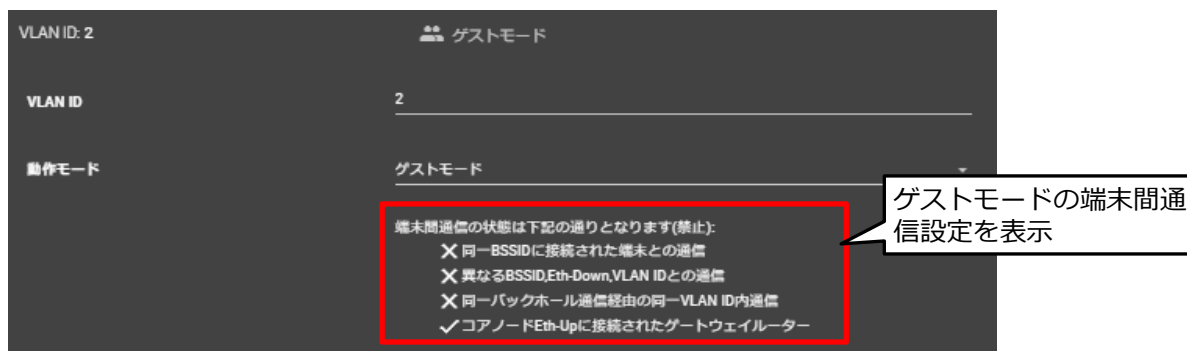 VLAN ID: 2
ゲストモード
VLAN ID
2
動作モード
ゲストモード
端末間通信の状態は下記の通りとなります(禁止):
✕ 同一BSSIDに接続された端末との通信
✕ 異なるBSSID,Eth-Down,VLAN IDとの通信
✕ 同一バックホール通信経由の同一VLAN ID内通信
✓ コアノードEth-Upに接続されたゲートウェイルーター
ゲストモードの端末間通
信設定を表示